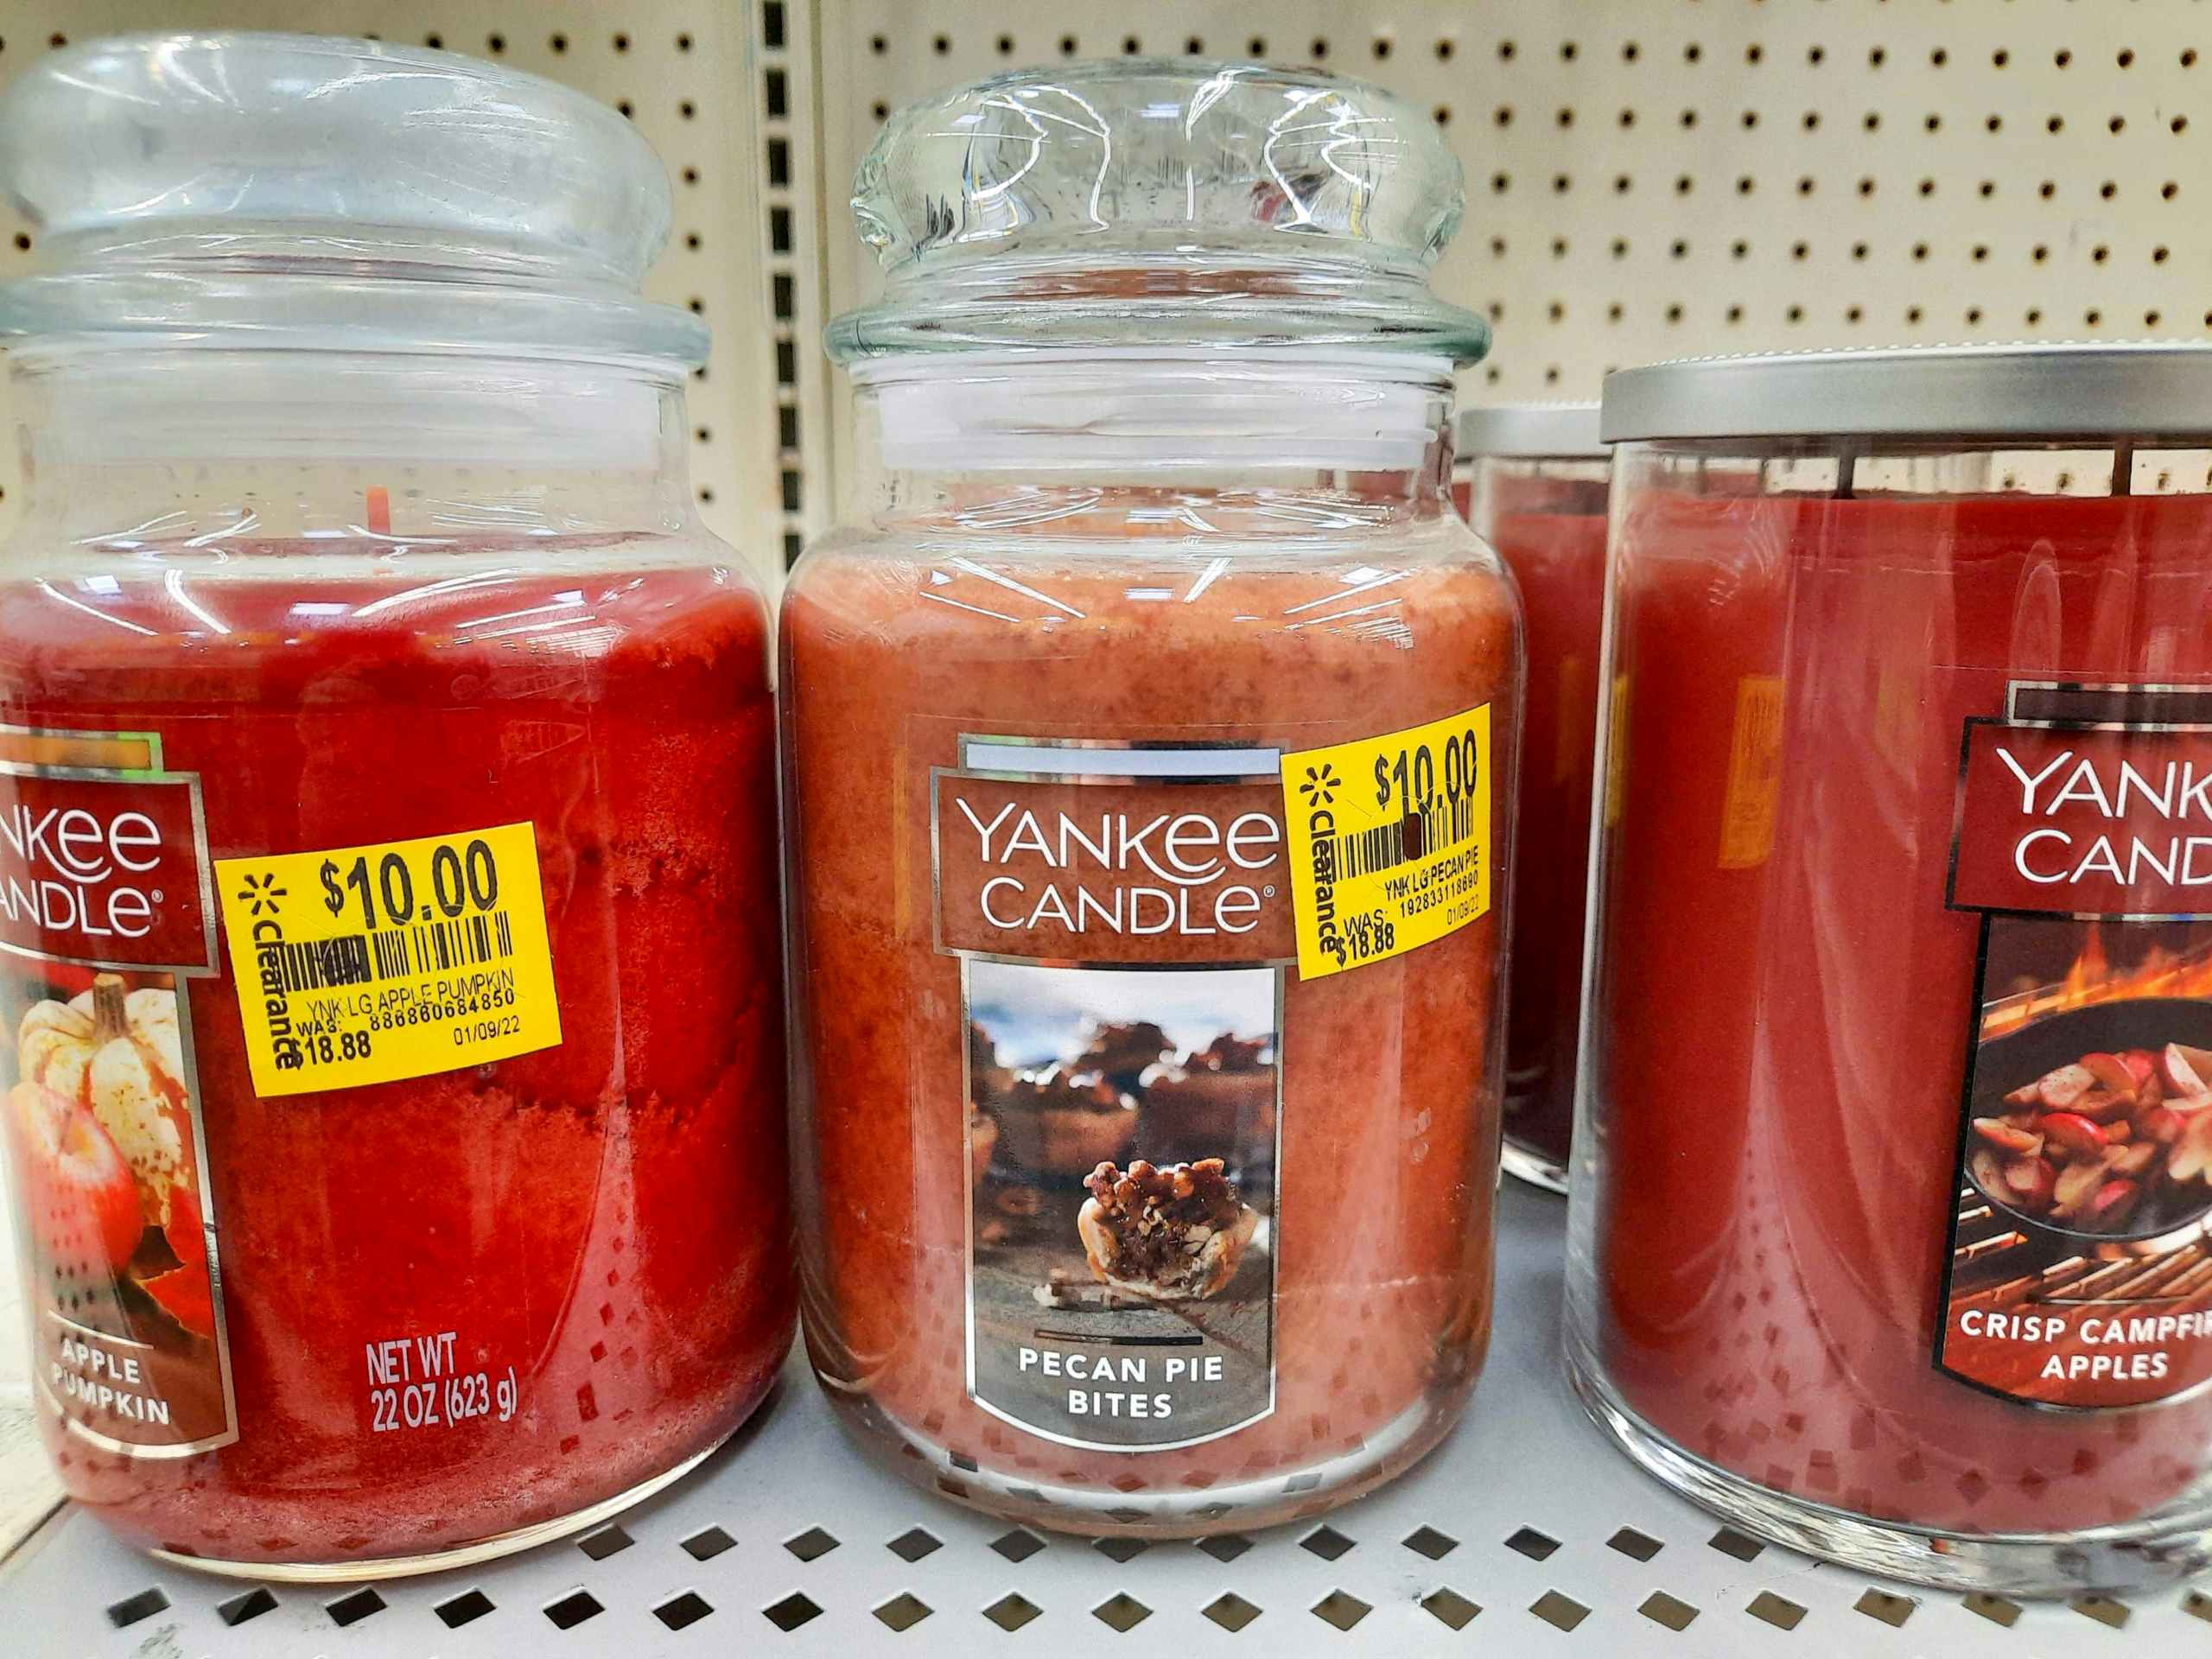 NKee
ANDLe®
$10.00
Clearance
YNK LG APPLE PUMPKIN
WAS: 886860684850
$18.88 01/09/22
APPLE
PUMPKIN
NET WT
22 OZ (623 g)
YANKee
CANDLe®
$10.00
Clearance
YNK LG PECAN PIE
WAS: 192833118690
$18.88 01/09/22
PECAN PIE
BITES
YANK
CAND
CRISP CAMPFI
APPLES